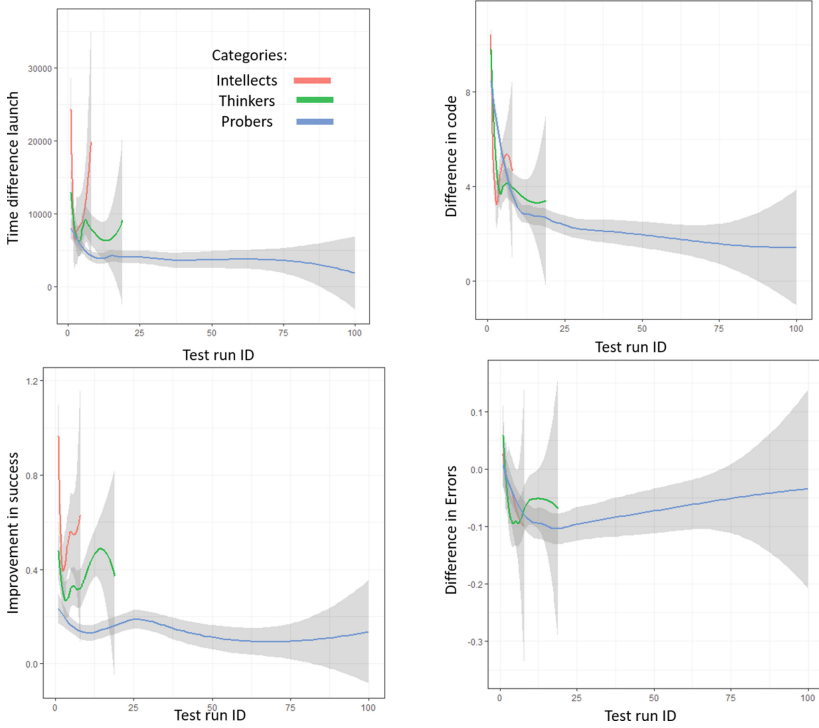 Time difference launch
30000
20000
10000
0
0 25 50 75 100
Test run ID
Categories:
Intellects
Thinkers
Probers
Difference in code
8
4
0
0 25 50 75 100
Test run ID
Improvement in success
1.2
0.8
0.4
0.0
0 25 50 75 100
Test run ID
Difference in Errors
0.1
0.0
-0.1
-0.2
-0.3
0 25 50 75 100
Test run ID